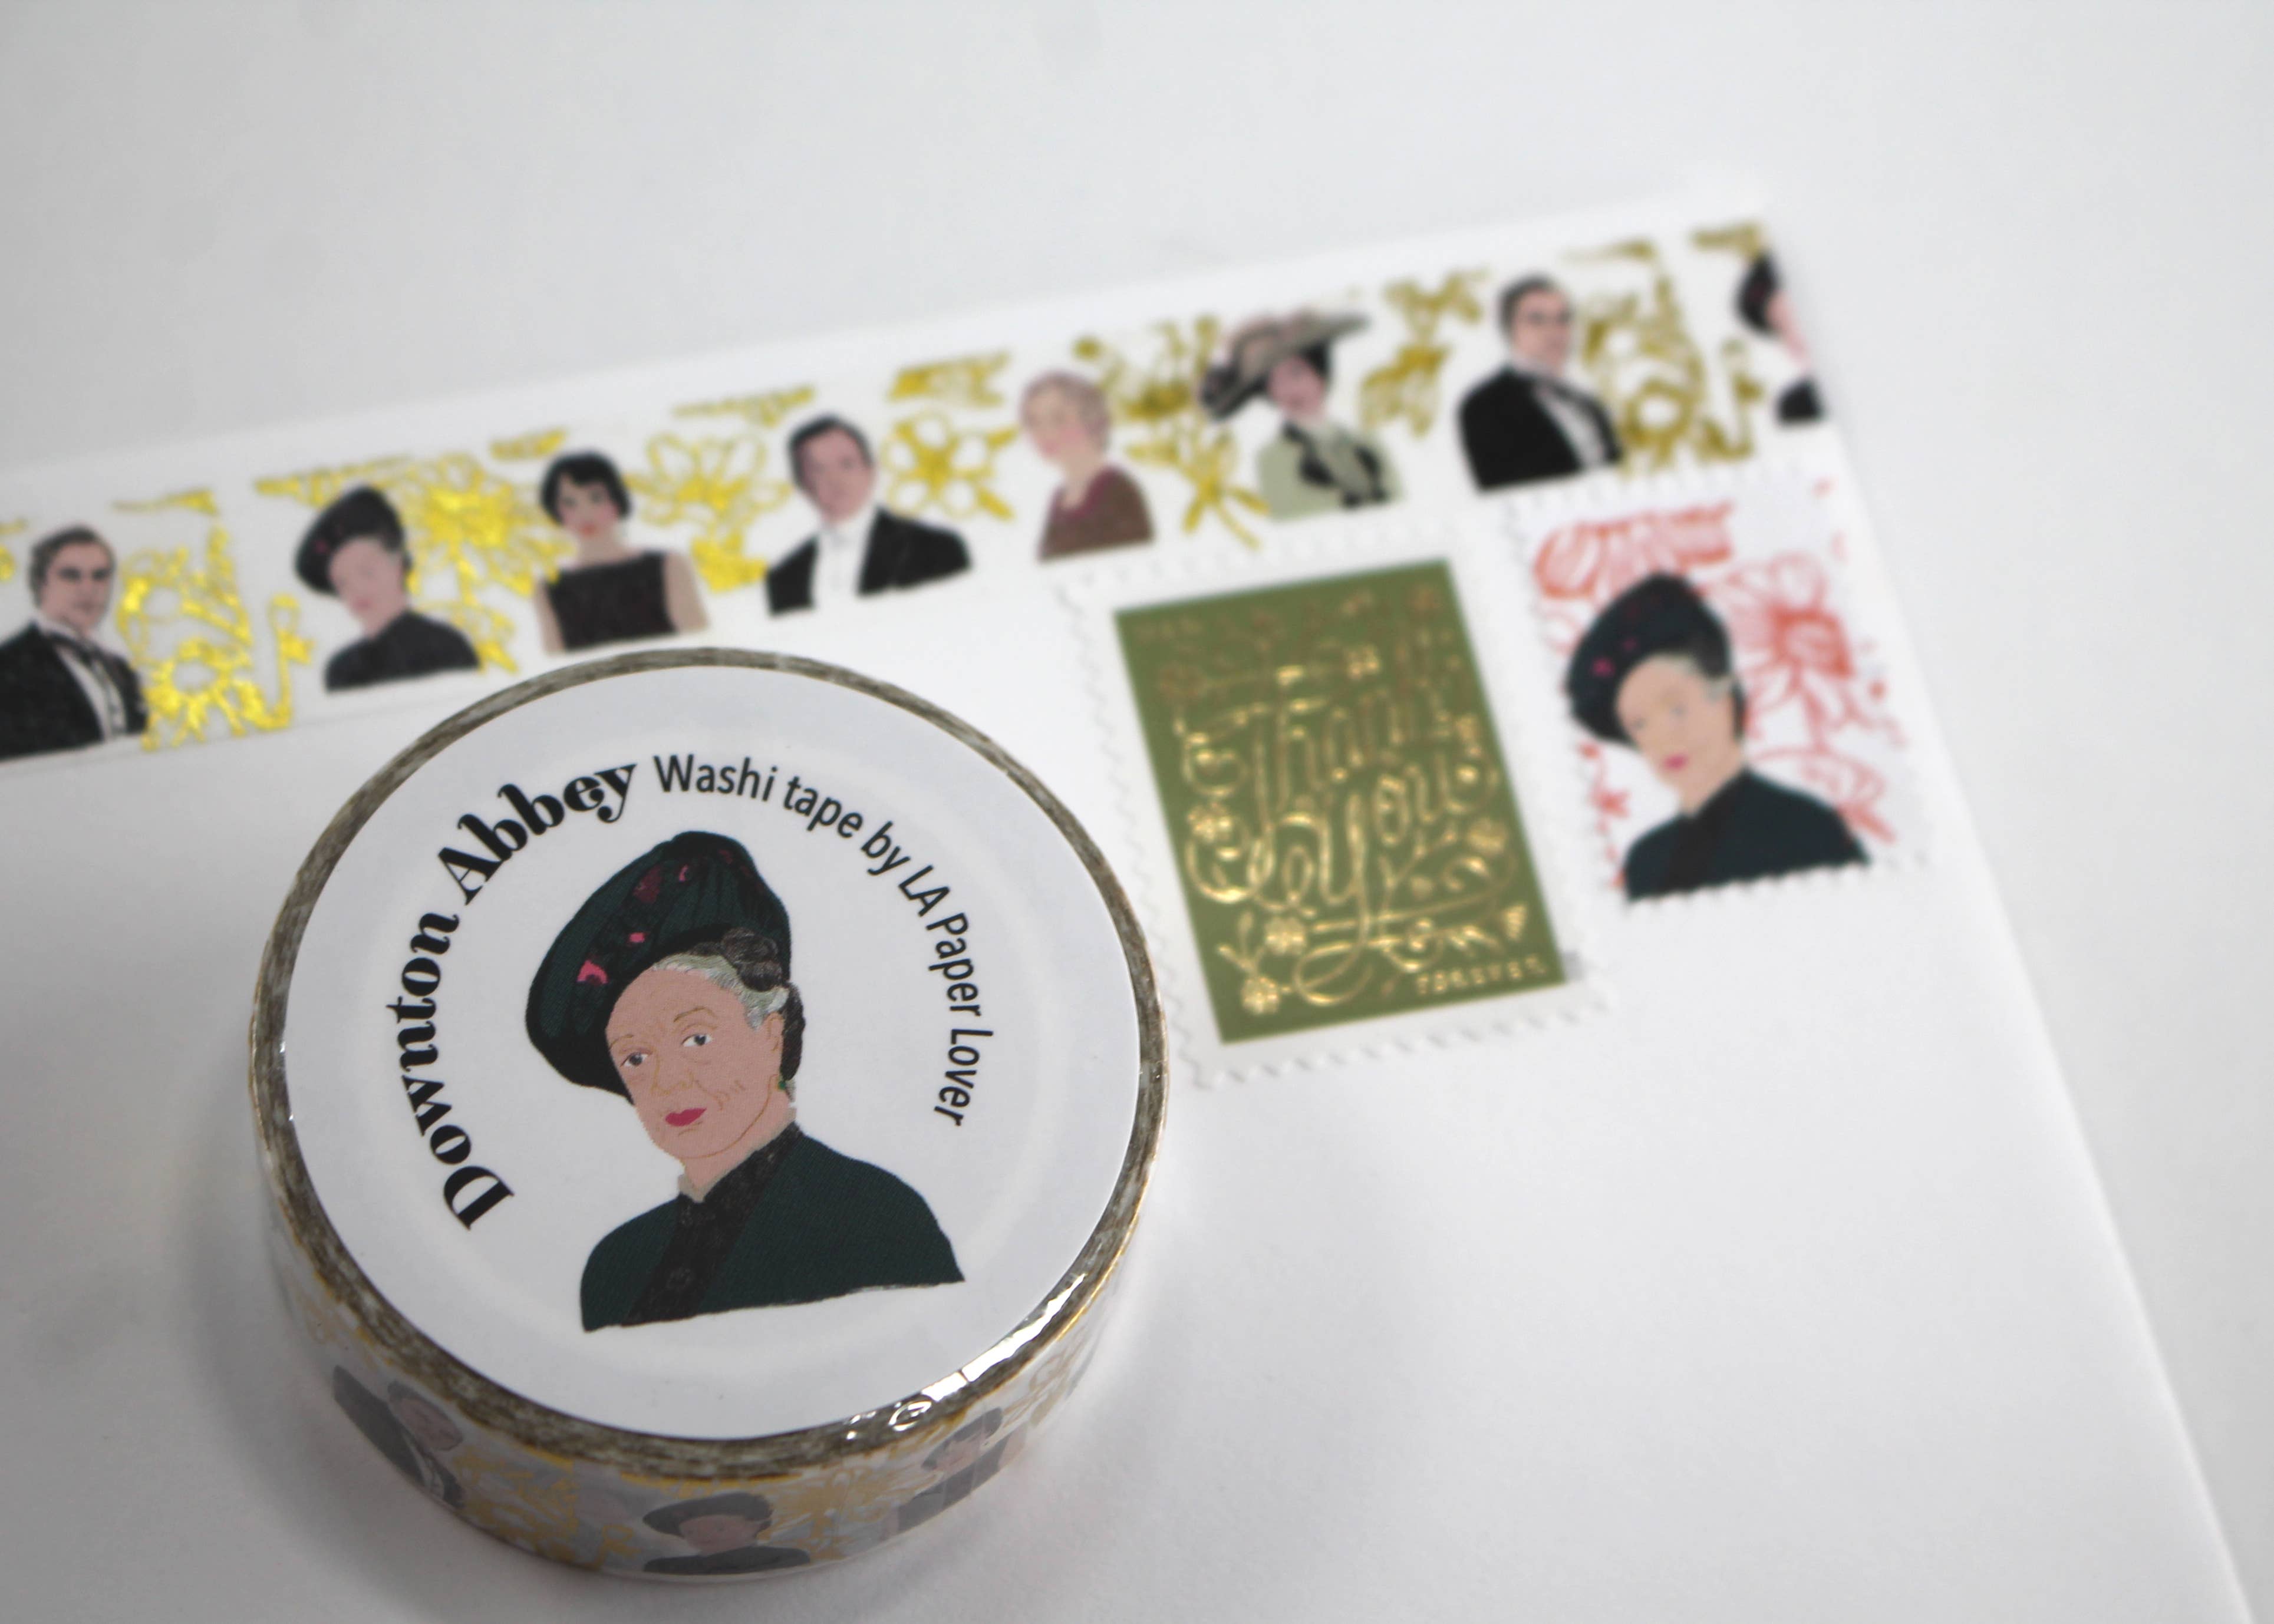 Downton Abbey Washi tape by LA Paper Lover
Thank
You
FOREVER